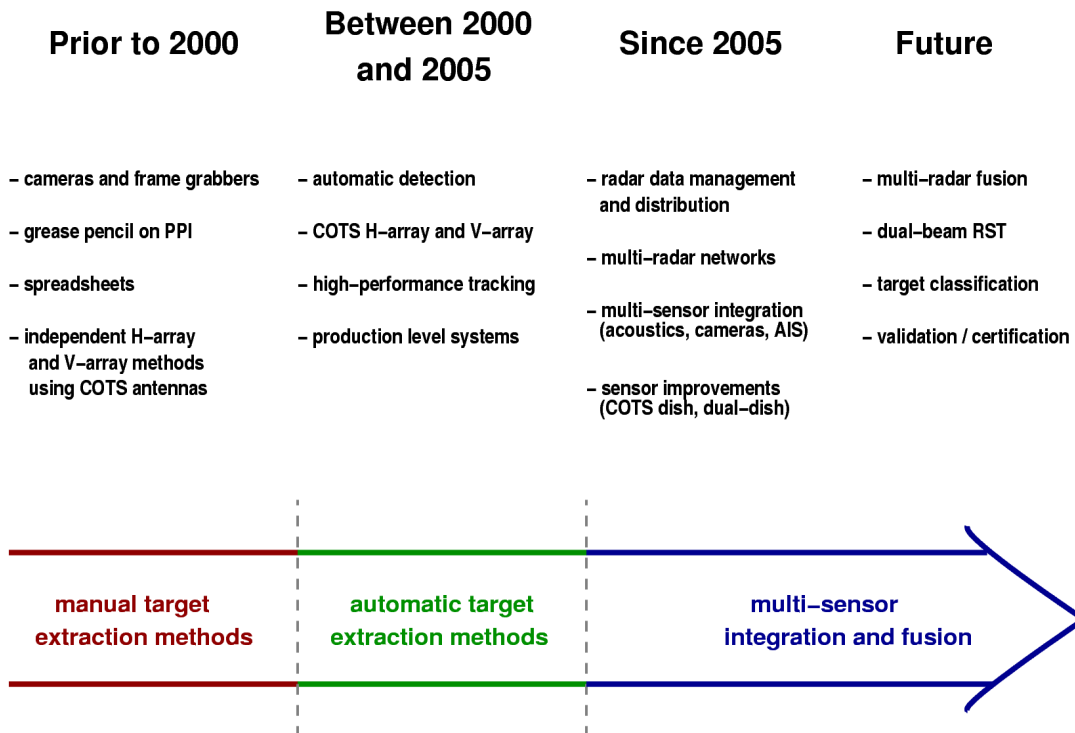 Prior to 2000
– cameras and frame grabbers
– grease pencil on PPI
– spreadsheets
– independent H–array
and V–array methods
using COTS antennas
Between 2000
and 2005
– automatic detection
– COTS H–array and V–array
– high–performance tracking
– production level systems
Since 2005
– radar data management
and distribution
– multi–radar networks
– multi–sensor integration
(acoustics, cameras, AIS)
– sensor improvements
(COTS dish, dual–dish)
Future
– multi–radar fusion
– dual–beam RST
– target classification
– validation / certification
manual target
extraction methods
automatic target
extraction methods
multi–sensor
integration and fusion